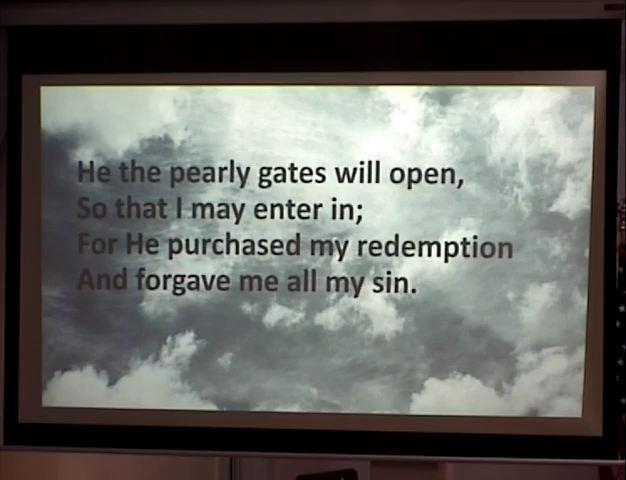 He the pearly gates will open,
So that I may enter in;
For He purchased my redemption
And forgave me all my sin.